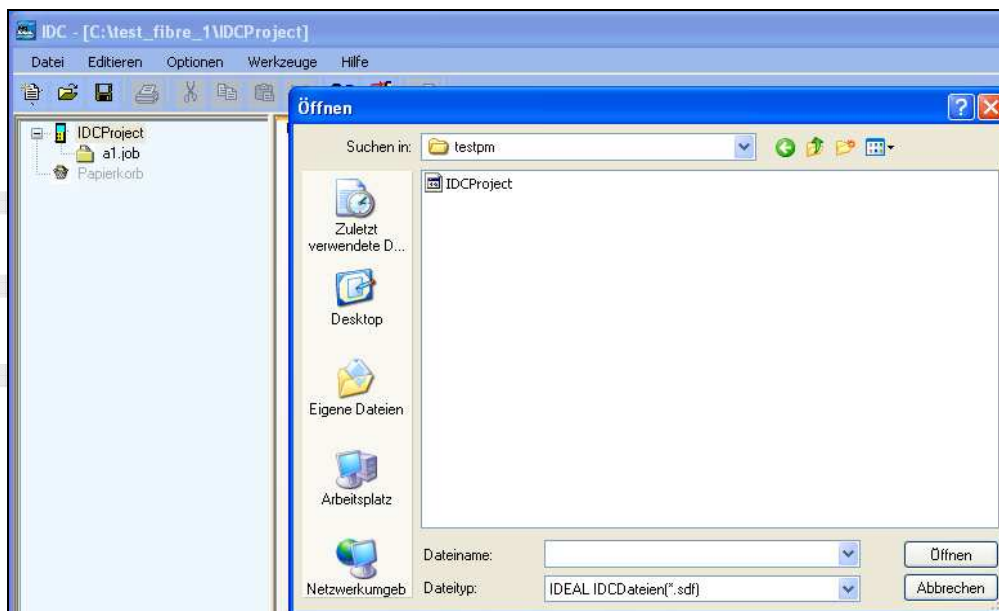 IDC - [C:\test_fibre_1\IDCProject]
Datei Editieren Optionen Werkzeuge Hilfe
Öffnen
IDCProject
a1.job
Papierkorb
Suchen in: testpm
IDCProject
Zuletzt
verwendete D...
Desktop
Eigene Dateien
Arbeitsplatz
Netzwerkumgeb
Dateiname:
Öffnen
Dateityp: IDEAL IDCDateien(*.sdf)
Abbrechen